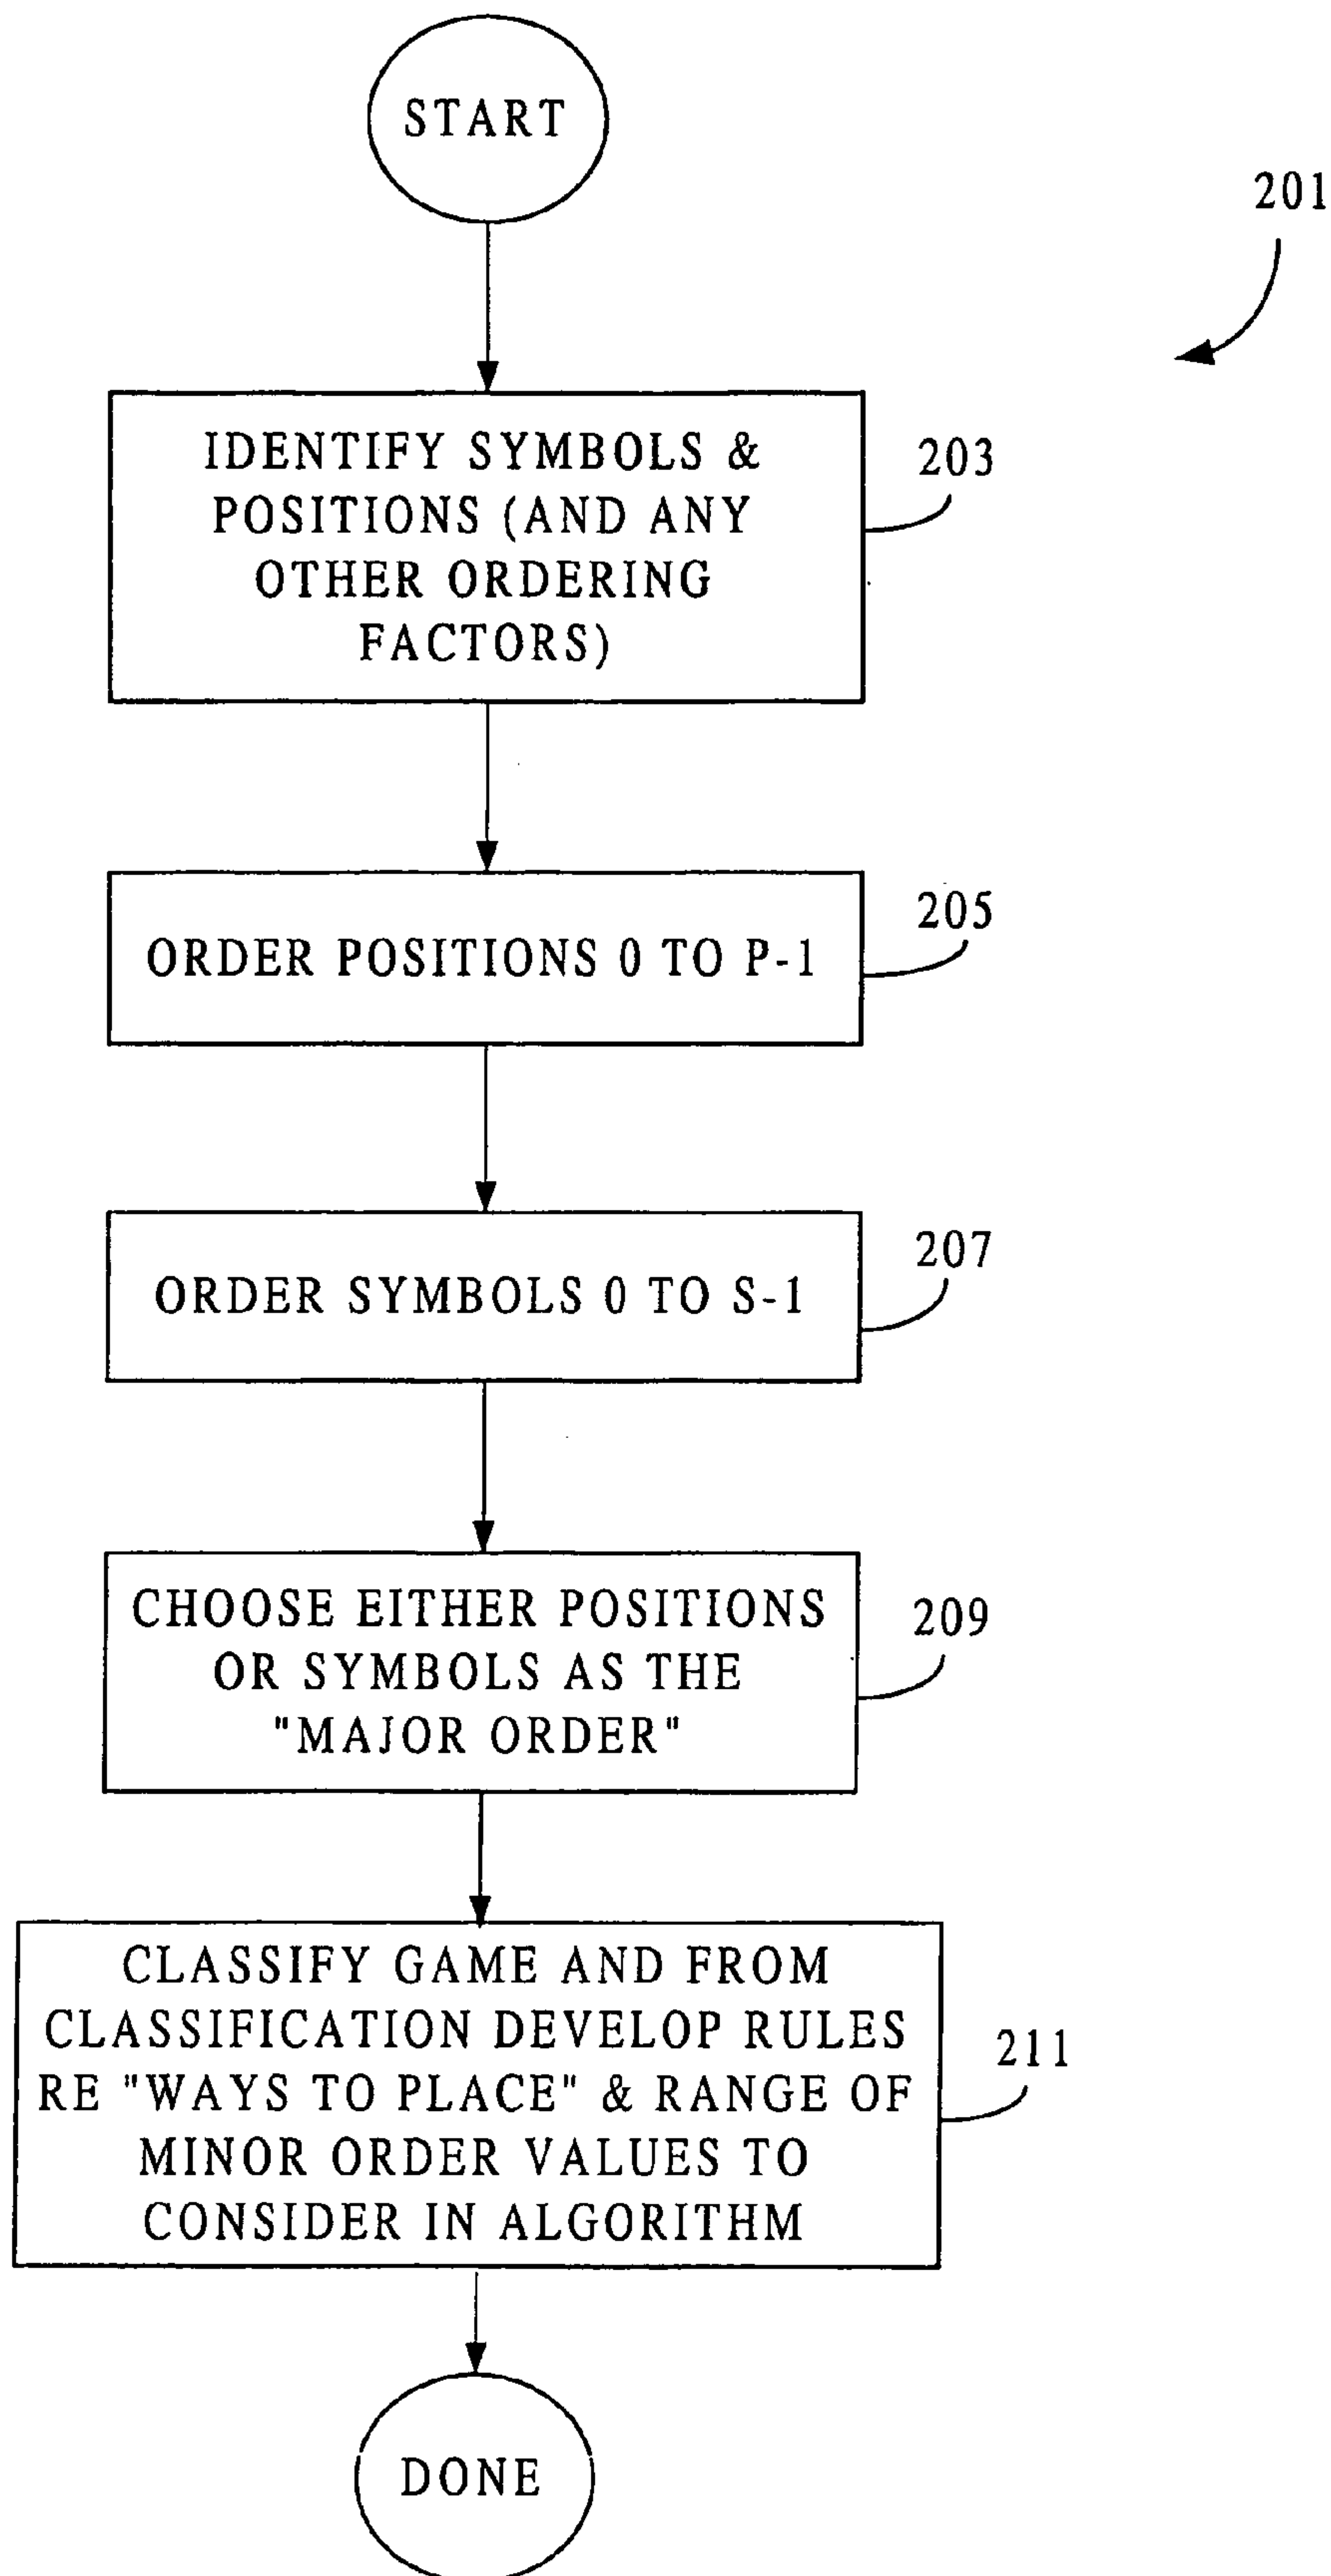 START
201
IDENTIFY SYMBOLS &
POSITIONS (AND ANY
OTHER ORDERING
FACTORS)
203
ORDER POSITIONS 0 TO P-1
205
ORDER SYMBOLS 0 TO S-1
207
CHOOSE EITHER POSITIONS
OR SYMBOLS AS THE
"MAJOR ORDER"
209
CLASSIFY GAME AND FROM
CLASSIFICATION DEVELOP RULES
RE "WAYS TO PLACE" & RANGE OF
MINOR ORDER VALUES TO
CONSIDER IN ALGORITHM
211
DONE